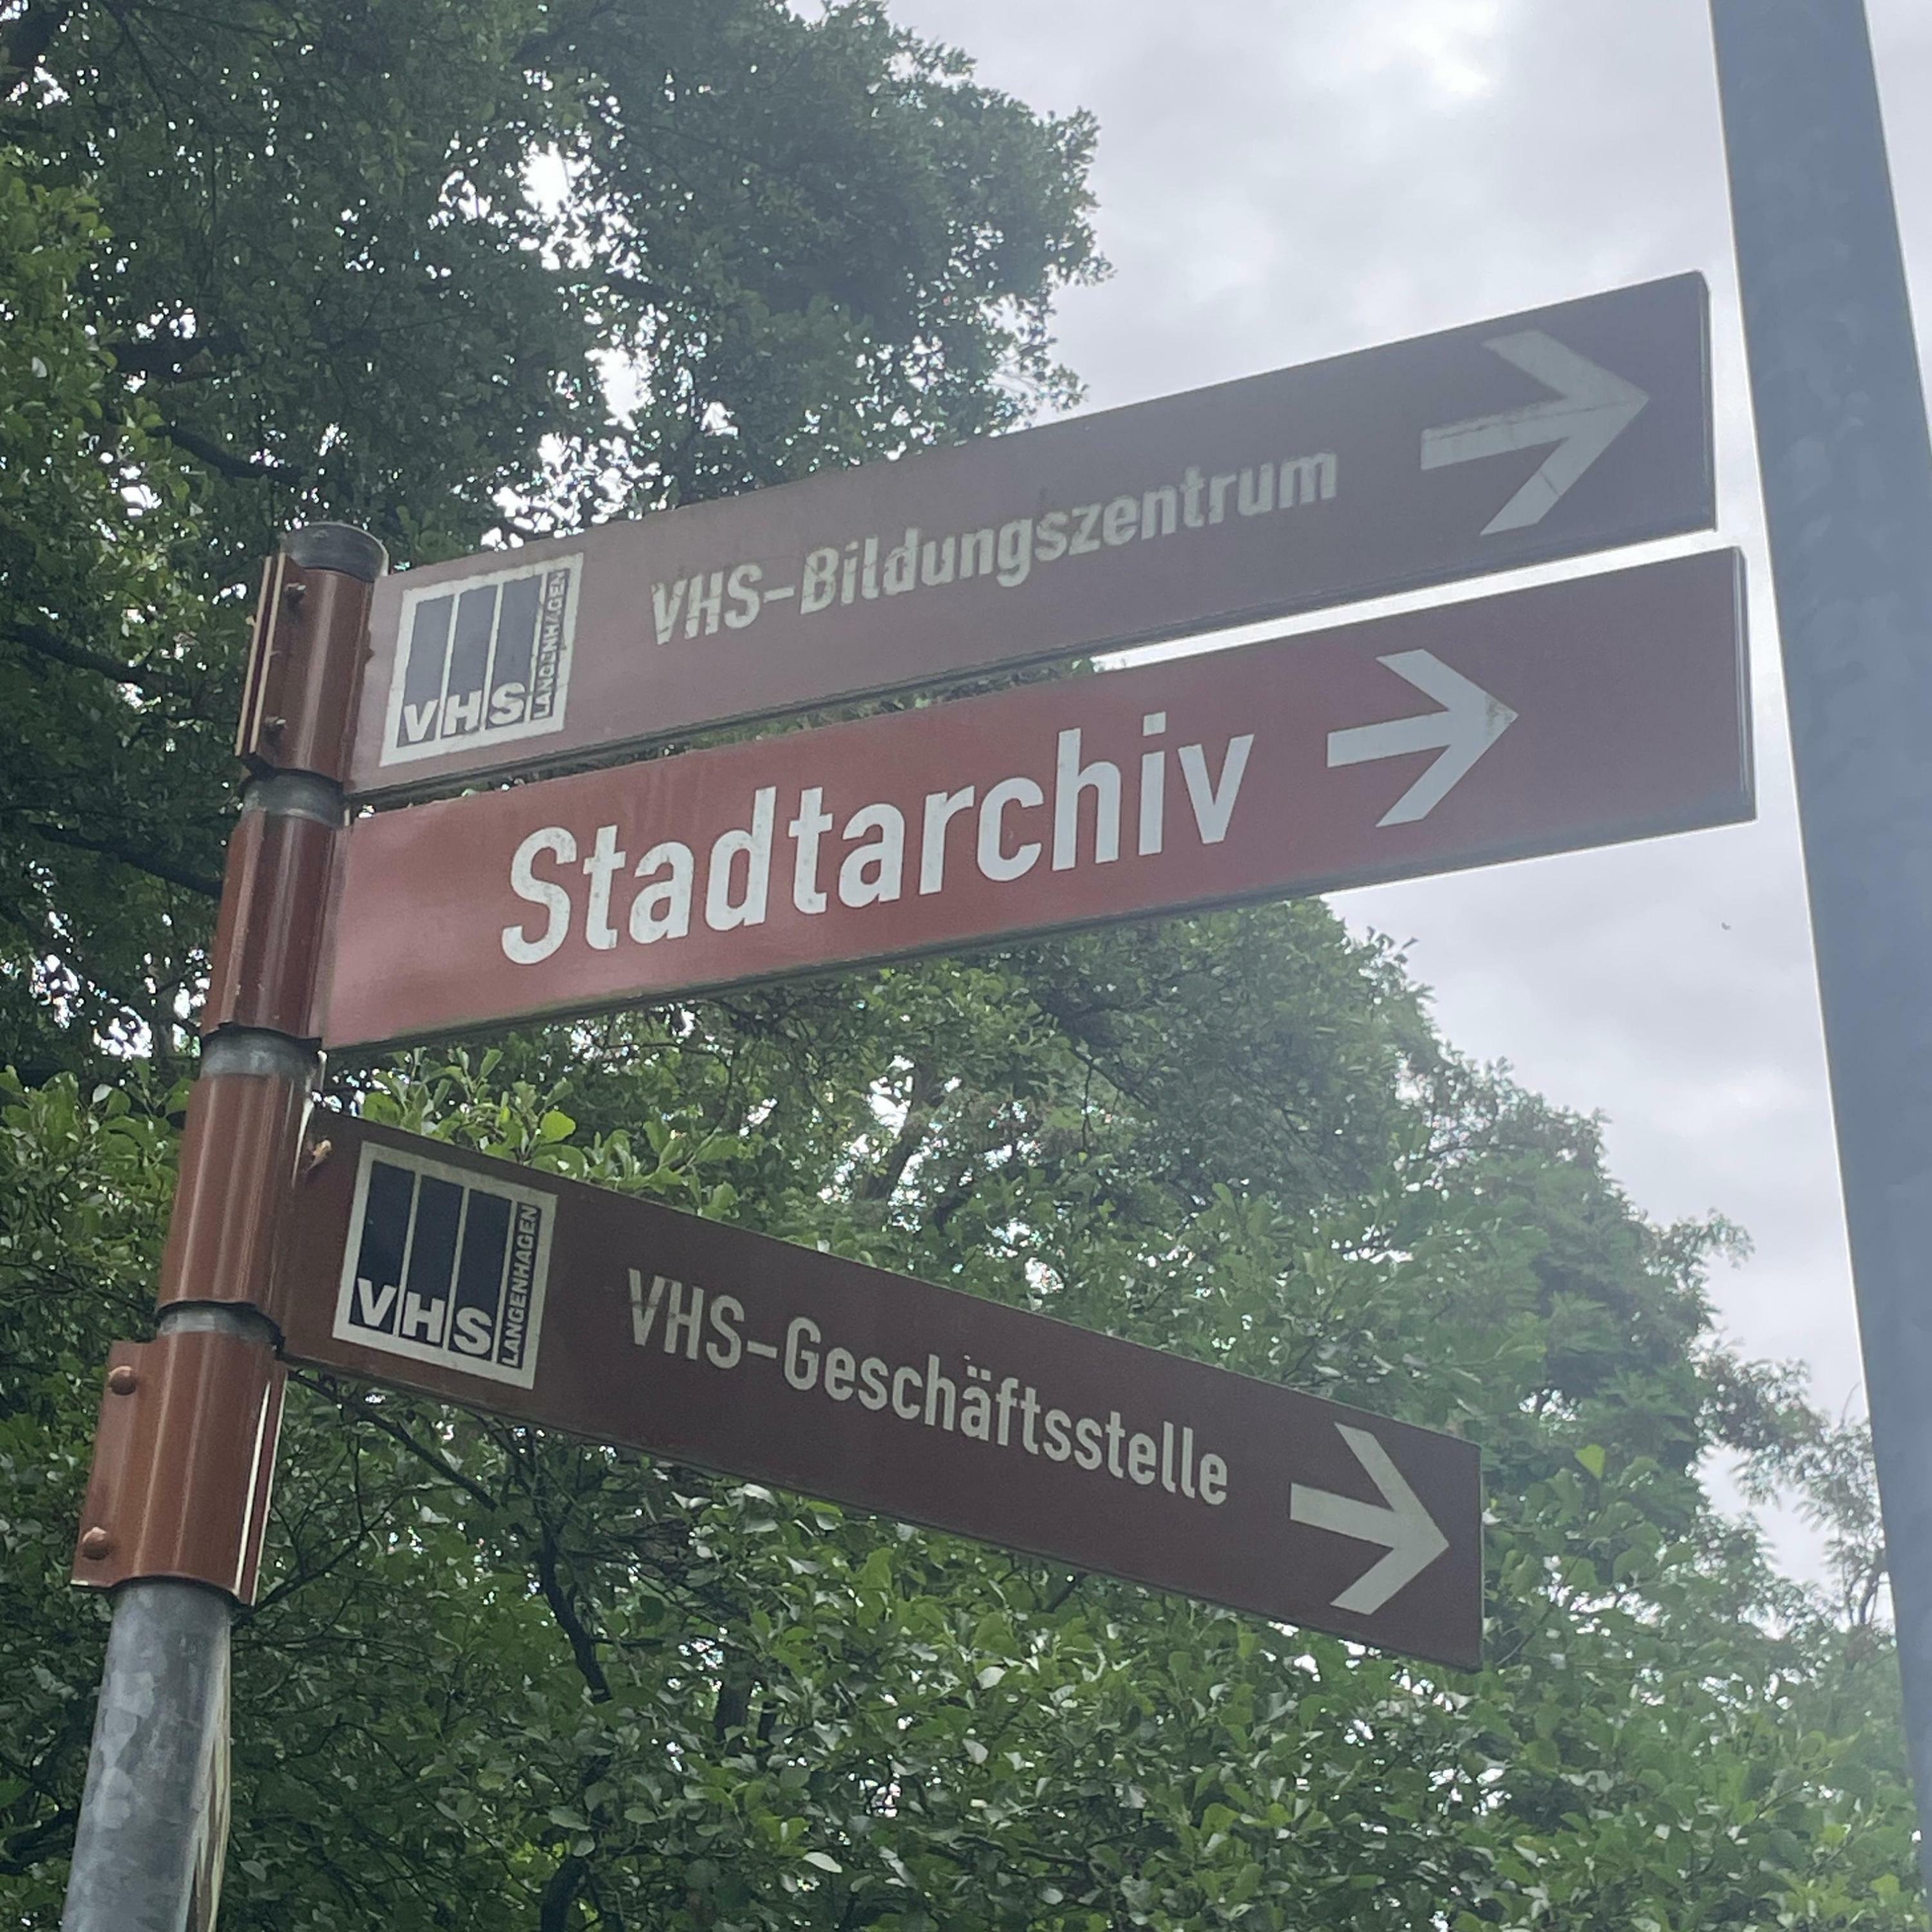 VHS LANGENHAGEN
VHS-Bildungszentrum
Stadtarchiv
VHS LANGENHAGEN
VHS-Geschäftsstelle